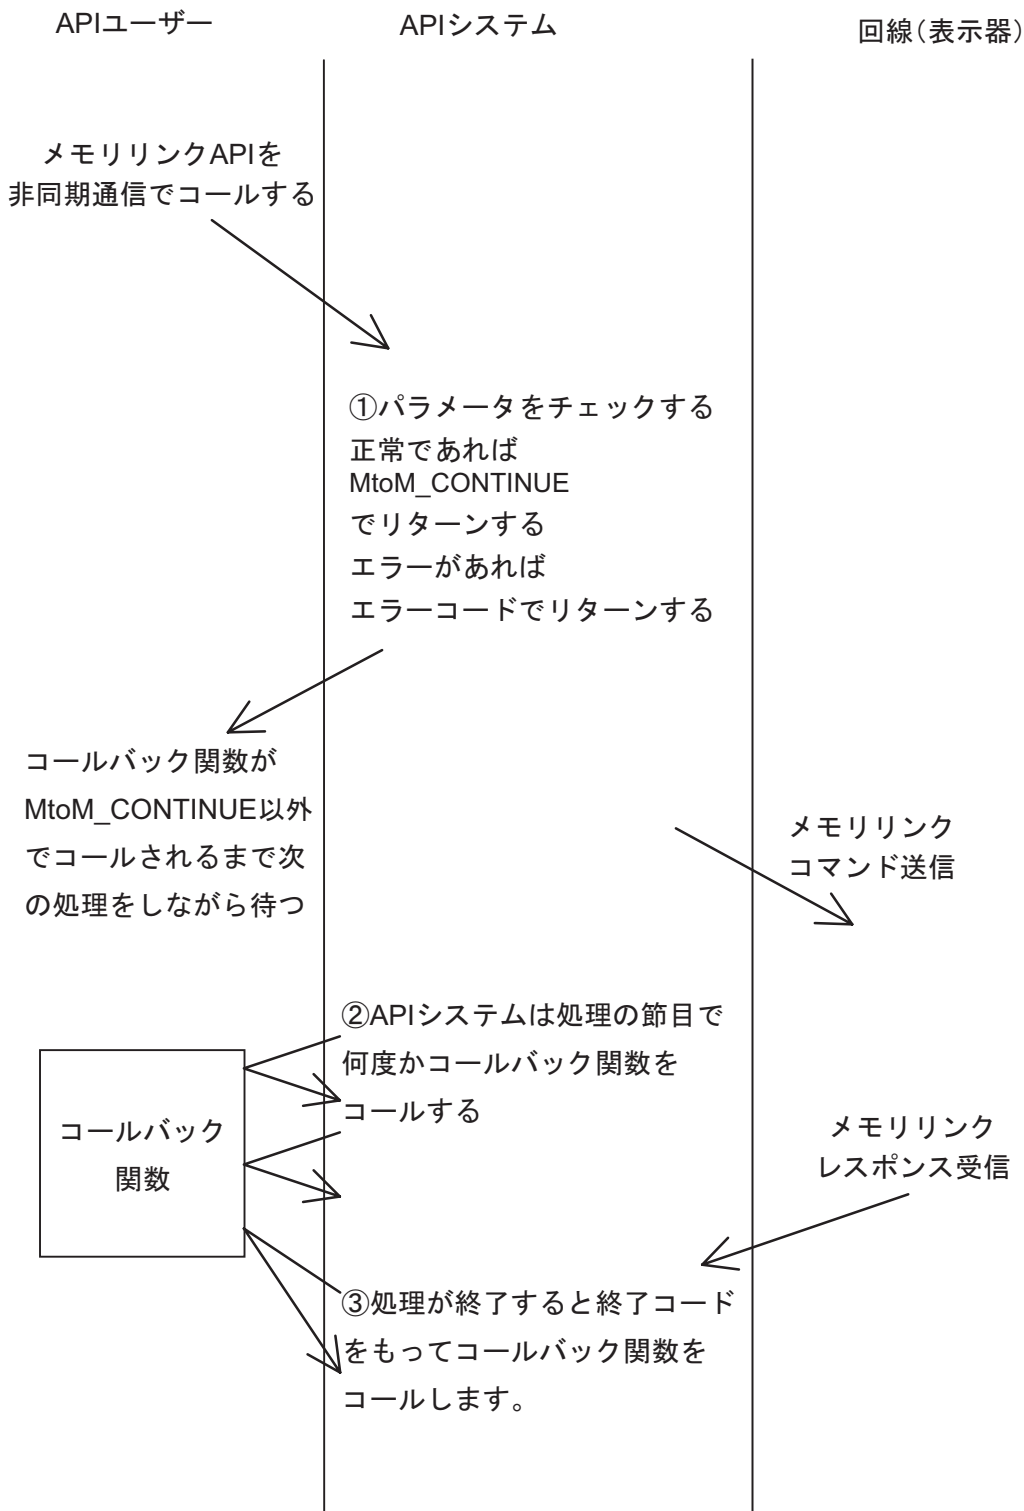 APIユーザー
APIシステム
回線(表示器)
メモリリンクAPIを
非同期通信でコールする
①パラメータをチェックする
正常であれば
MtoM_CONTINUE
でリターンする
エラーがあれば
エラーコードでリターンする
コールバック関数が
MtoM_CONTINUE以外
でコールされるまで次
の処理をしながら待つ
メモリリンク
コマンド送信
②APIシステムは処理の節目で
何度かコールバック関数を
コールする
コールバック
関数
メモリリンク
レスポンス受信
③処理が終了すると終了コード
をもってコールバック関数を
コールします。